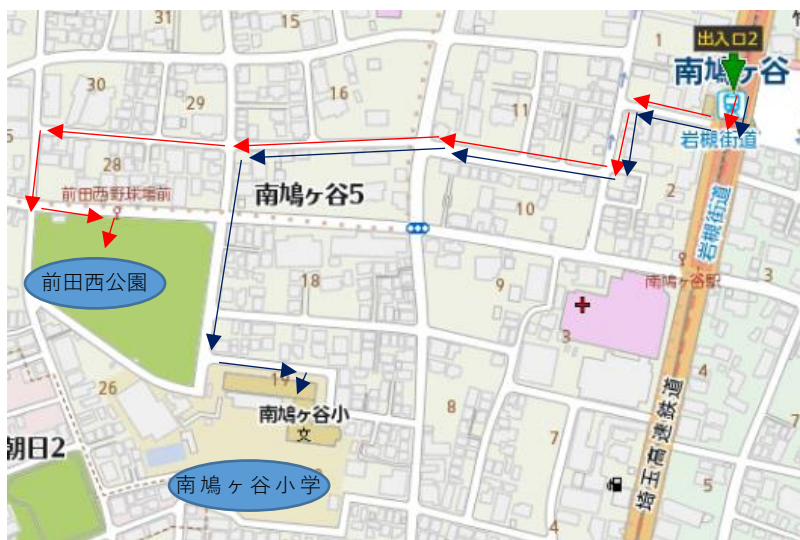 15
1
出入口2
31
南鳩ヶ谷
30
16
29
11
岩槻街道
28
2
前田西野球場前
南鳩ヶ谷5
10
岩槻街道
前田西公園
18
9
南鳩ヶ谷駅
3
3
26
19
4
8
南鳩ヶ谷小
文
7
7
朝日2
埼玉高速鉄道
南鳩ヶ谷小学
5
4